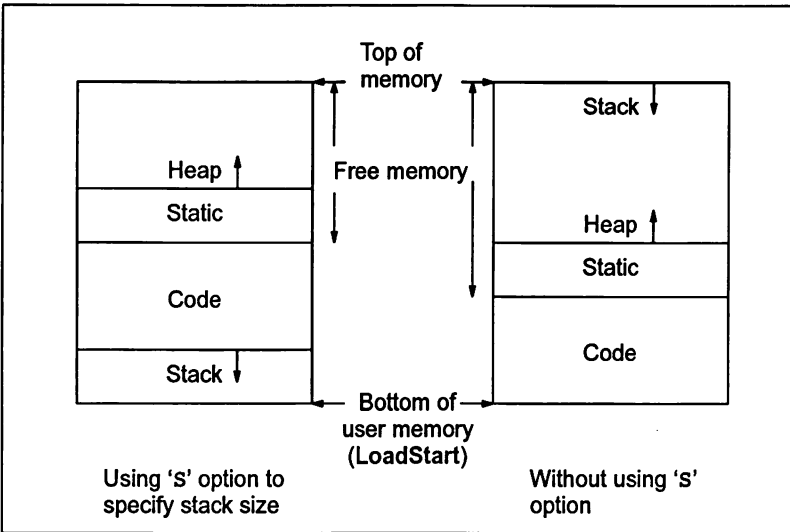 Top of
memory
Stack
Heap
Free memory
Static
Heap
Static
Code
Code
Stack
Bottom of
user memory
(LoadStart)
Using ‘S’ option to
specify stack size
Without using ‘S’
option